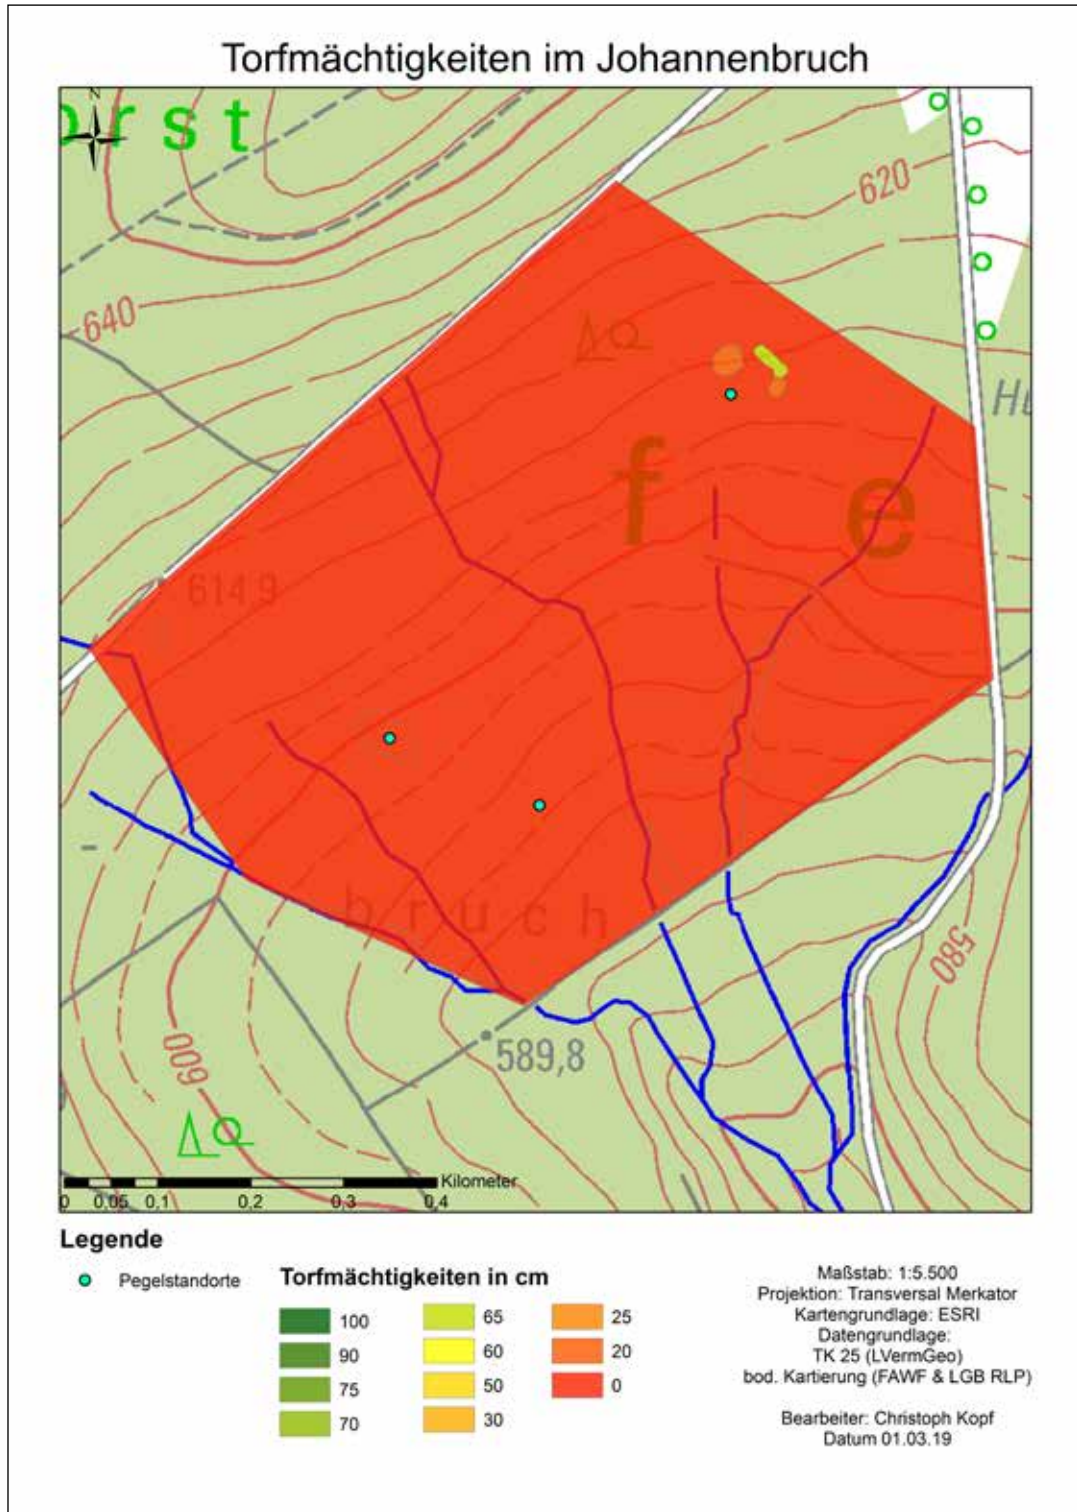 Torfmächtigkeiten im Johannenbruch
N
orst
620
640
Hu
f e
614,9
bruch
580
589,8
600
Kilometer
0 0,05 0,1 0,2 0,3 0,4
Legende
Pegelstandorte
Torfmächtigkeiten in cm
100
90
75
70
65
60
50
30
25
20
0
Maßstab: 1:5.500
Projektion: Transversal Merkator
Kartengrundlage: ESRI
Datengrundlage:
TK 25 (LVermGeo)
bod. Kartierung (FAWF & LGB RLP)
Bearbeiter: Christoph Kopf
Datum 01.03.19